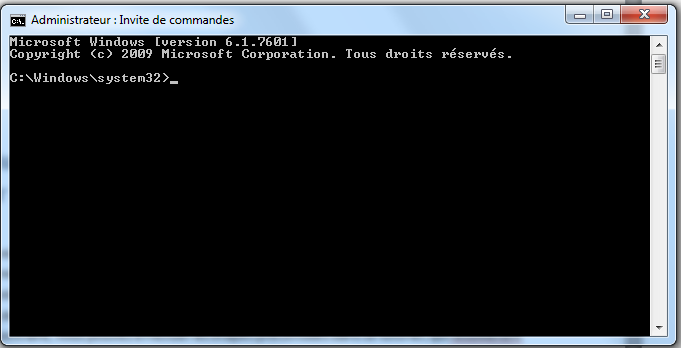 Administrateur : Invite de commandes
Microsoft Windows [version 6.1.7601]
Copyright (c) 2009 Microsoft Corporation. Tous droits réservés.
C:\Windows\system32>_